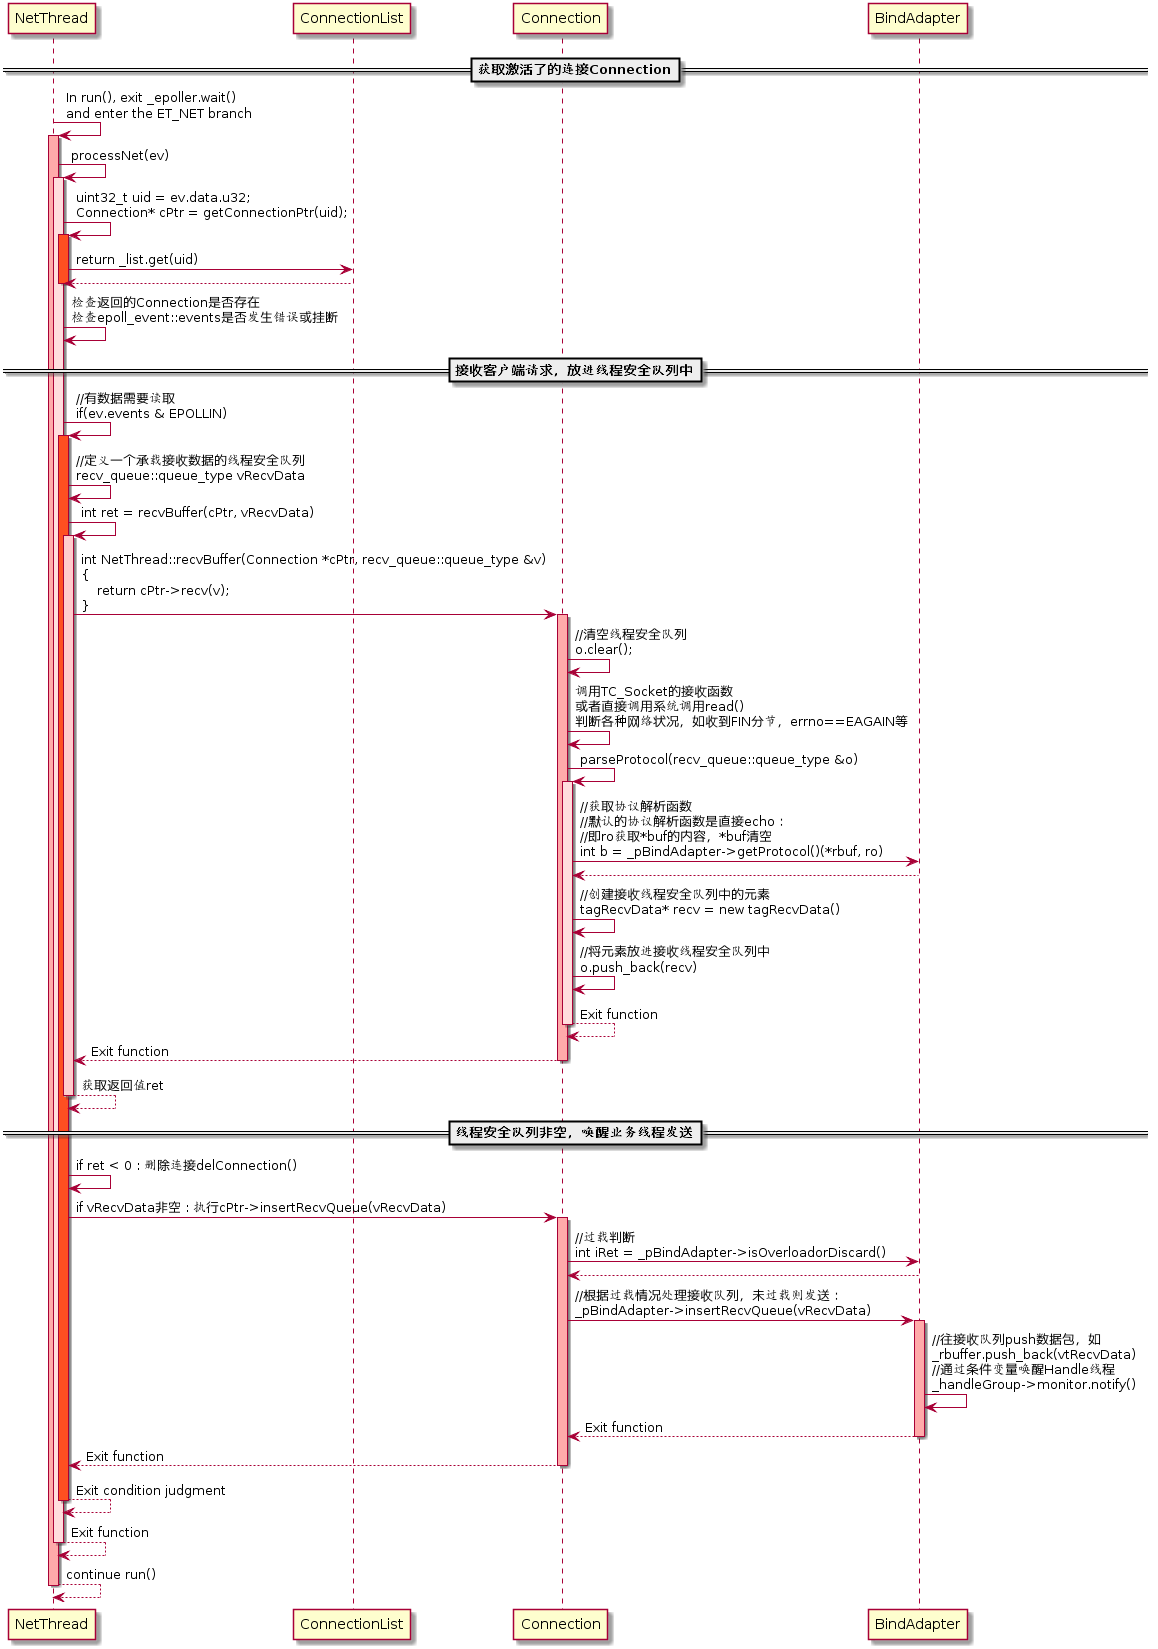 NetThread ConnectionList Connection BindAdapter
获取激活了的连接Connection
In run(), exit _epoller.wait()
and enter the ET_NET branch
processNet(ev)
uint32_t uid = ev.data.u32;
Connection* cPtr = getConnectionPtr(uid);
return _list.get(uid)
检查返回的Connection是否存在
检查epoll_event::events是否发生错误或挂断
接收客户端请求，放进线程安全队列中
//有数据需要读取
if(ev.events & EPOLLIN)
//定义一个承载接收数据的线程安全队列
recv_queue::queue_type vRecvData
int ret = recvBuffer(cPtr, vRecvData)
int NetThread::recvBuffer(Connection *cPtr, recv_queue::queue_type &v)
{
return cPtr->recv(v);
}
//清空线程安全队列
o.clear();
调用TC_Socket的接收函数
或者直接调用系统调用read()
判断各种网络状况，如收到FIN分节，errno==EAGAIN等
parseProtocol(recv_queue::queue_type &o)
//获取协议解析函数
//默认的协议解析函数是直接echo：
//即ro获取*buf的内容，*buf清空
int b = _pBindAdapter->getProtocol()(*rbuf, ro)
//创建接收线程安全队列中的元素
tagRecvData* recv = new tagRecvData()
//将元素放进接收线程安全队列中
o.push_back(recv)
Exit function
Exit function
获取返回值ret
线程安全队列非空，唤醒业务线程发送
if ret < 0：删除连接delConnection()
if vRecvData非空：执行cPtr->insertRecvQueue(vRecvData)
//过载判断
int iRet = _pBindAdapter->isOverloadorDiscard()
//根据过载情况处理接收队列，未过载则发送：
_pBindAdapter->insertRecvQueue(vRecvData)
//往接收队列push数据包，如
_rbuffer.push_back(vtRecvData)
//通过条件变量唤醒Handle线程
_handleGroup->monitor.notify()
Exit function
Exit function
Exit condition judgment
Exit function
continue run()
NetThread ConnectionList Connection BindAdapter